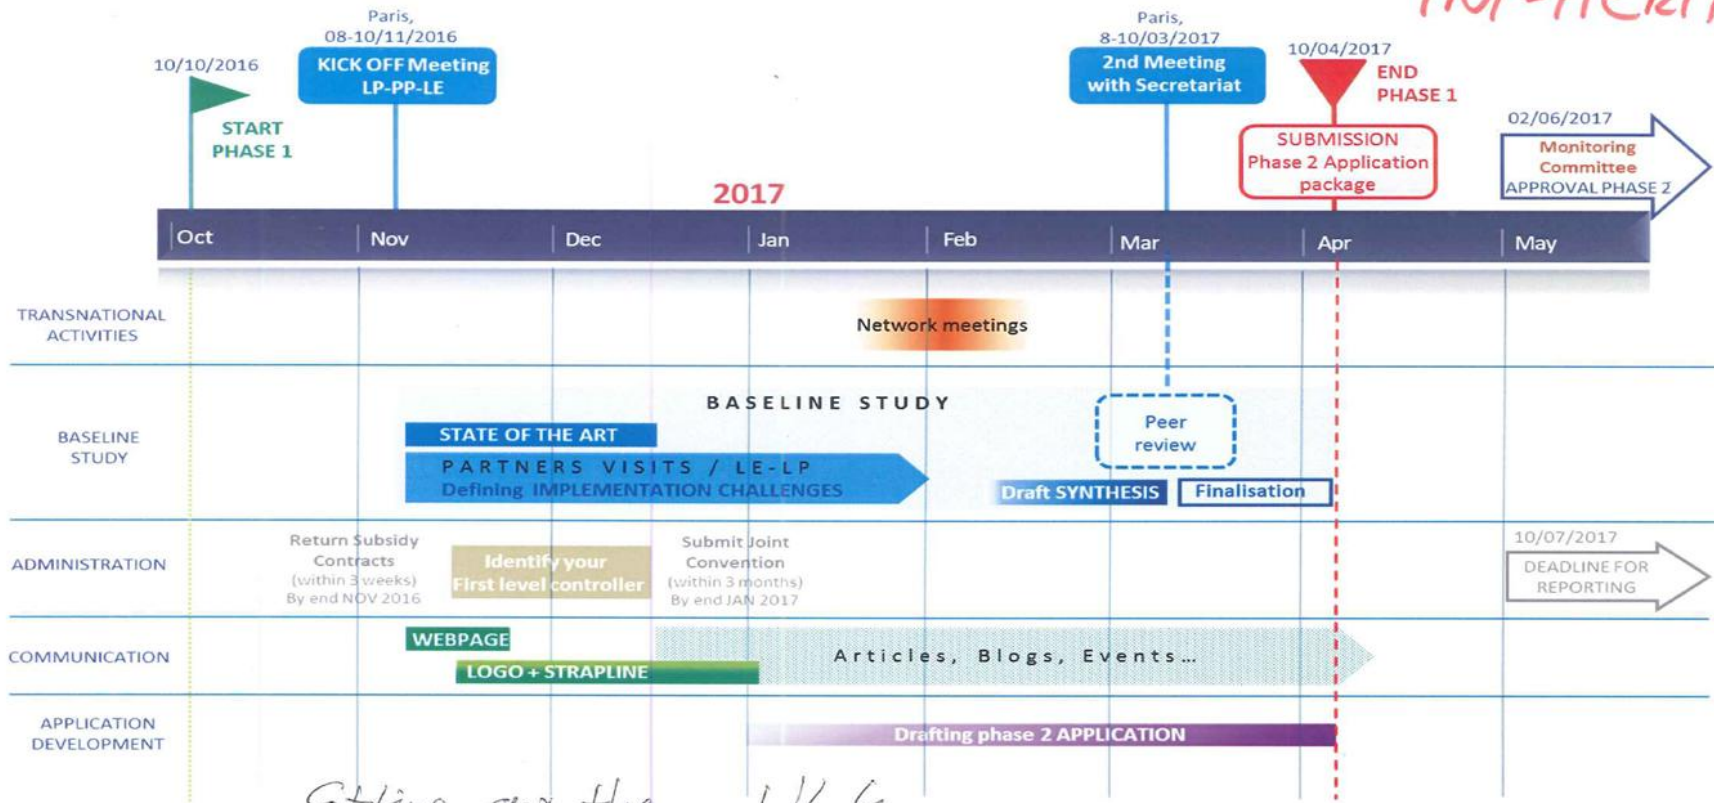 Paris,
08-10/11/2016
Paris,
8-10/03/2017
10/10/2016
KICK OFF Meeting
LP-PP-LE
2nd Meeting
with Secretariat
10/04/2017
END
PHASE 1
START
PHASE 1
02/06/2017
SUBMISSION
Phase 2 Application
package
Monitoring
Committee
APPROVAL PHASE 2
2017
Oct Nov Dec Jan Feb Mar Apr May
TRANSNATIONAL
ACTIVITIES
Network meetings
BASELINE STUDY
BASELINE
STUDY
STATE OF THE ART
PARTNERS VISITS / LE-LP
Defining IMPLEMENTATION CHALLENGES
Peer
review
Draft SYNTHESIS
Finalisation
ADMINISTRATION
Return Subsidy
Contracts
(within 3 weeks)
By end NOV 2016
Identify your
First level controller
Submit Joint
Convention
(within 3 months)
By end JAN 2017
10/07/2017
DEADLINE FOR
REPORTING
COMMUNICATION
WEBPAGE
LOGO + STRAPLINE
Articles, Blogs, Events...
APPLICATION
DEVELOPMENT
Drafting phase 2 APPLICATION